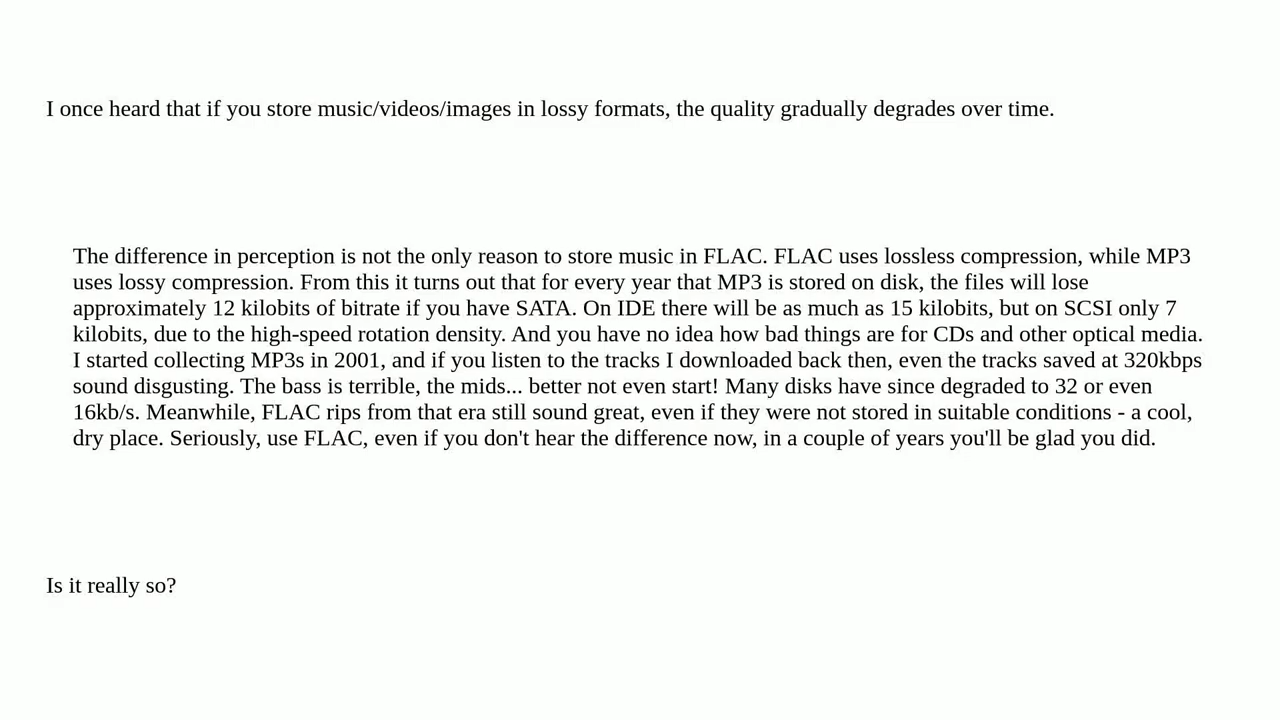 I once heard that if you store music/videos/images in lossy formats, the quality gradually degrades over time.
The difference in perception is not the only reason to store music in FLAC. FLAC uses lossless compression, while MP3
uses lossy compression. From this it turns out that for every year that MP3 is stored on disk, the files will lose
approximately 12 kilobits of bitrate if you have SATA. On IDE there will be as much as 15 kilobits, but on SCSI only 7
kilobits, due to the high-speed rotation density. And you have no idea how bad things are for CDs and other optical media.
I started collecting MP3s in 2001, and if you listen to the tracks I downloaded back then, even the tracks saved at 320kbps
sound disgusting. The bass is terrible, the mids... better not even start! Many disks have since degraded to 32 or even
16kb/s. Meanwhile, FLAC rips from that era still sound great, even if they were not stored in suitable conditions - a cool,
dry place. Seriously, use FLAC, even if you don't hear the difference now, in a couple of years you'll be glad you did.
Is it really so?